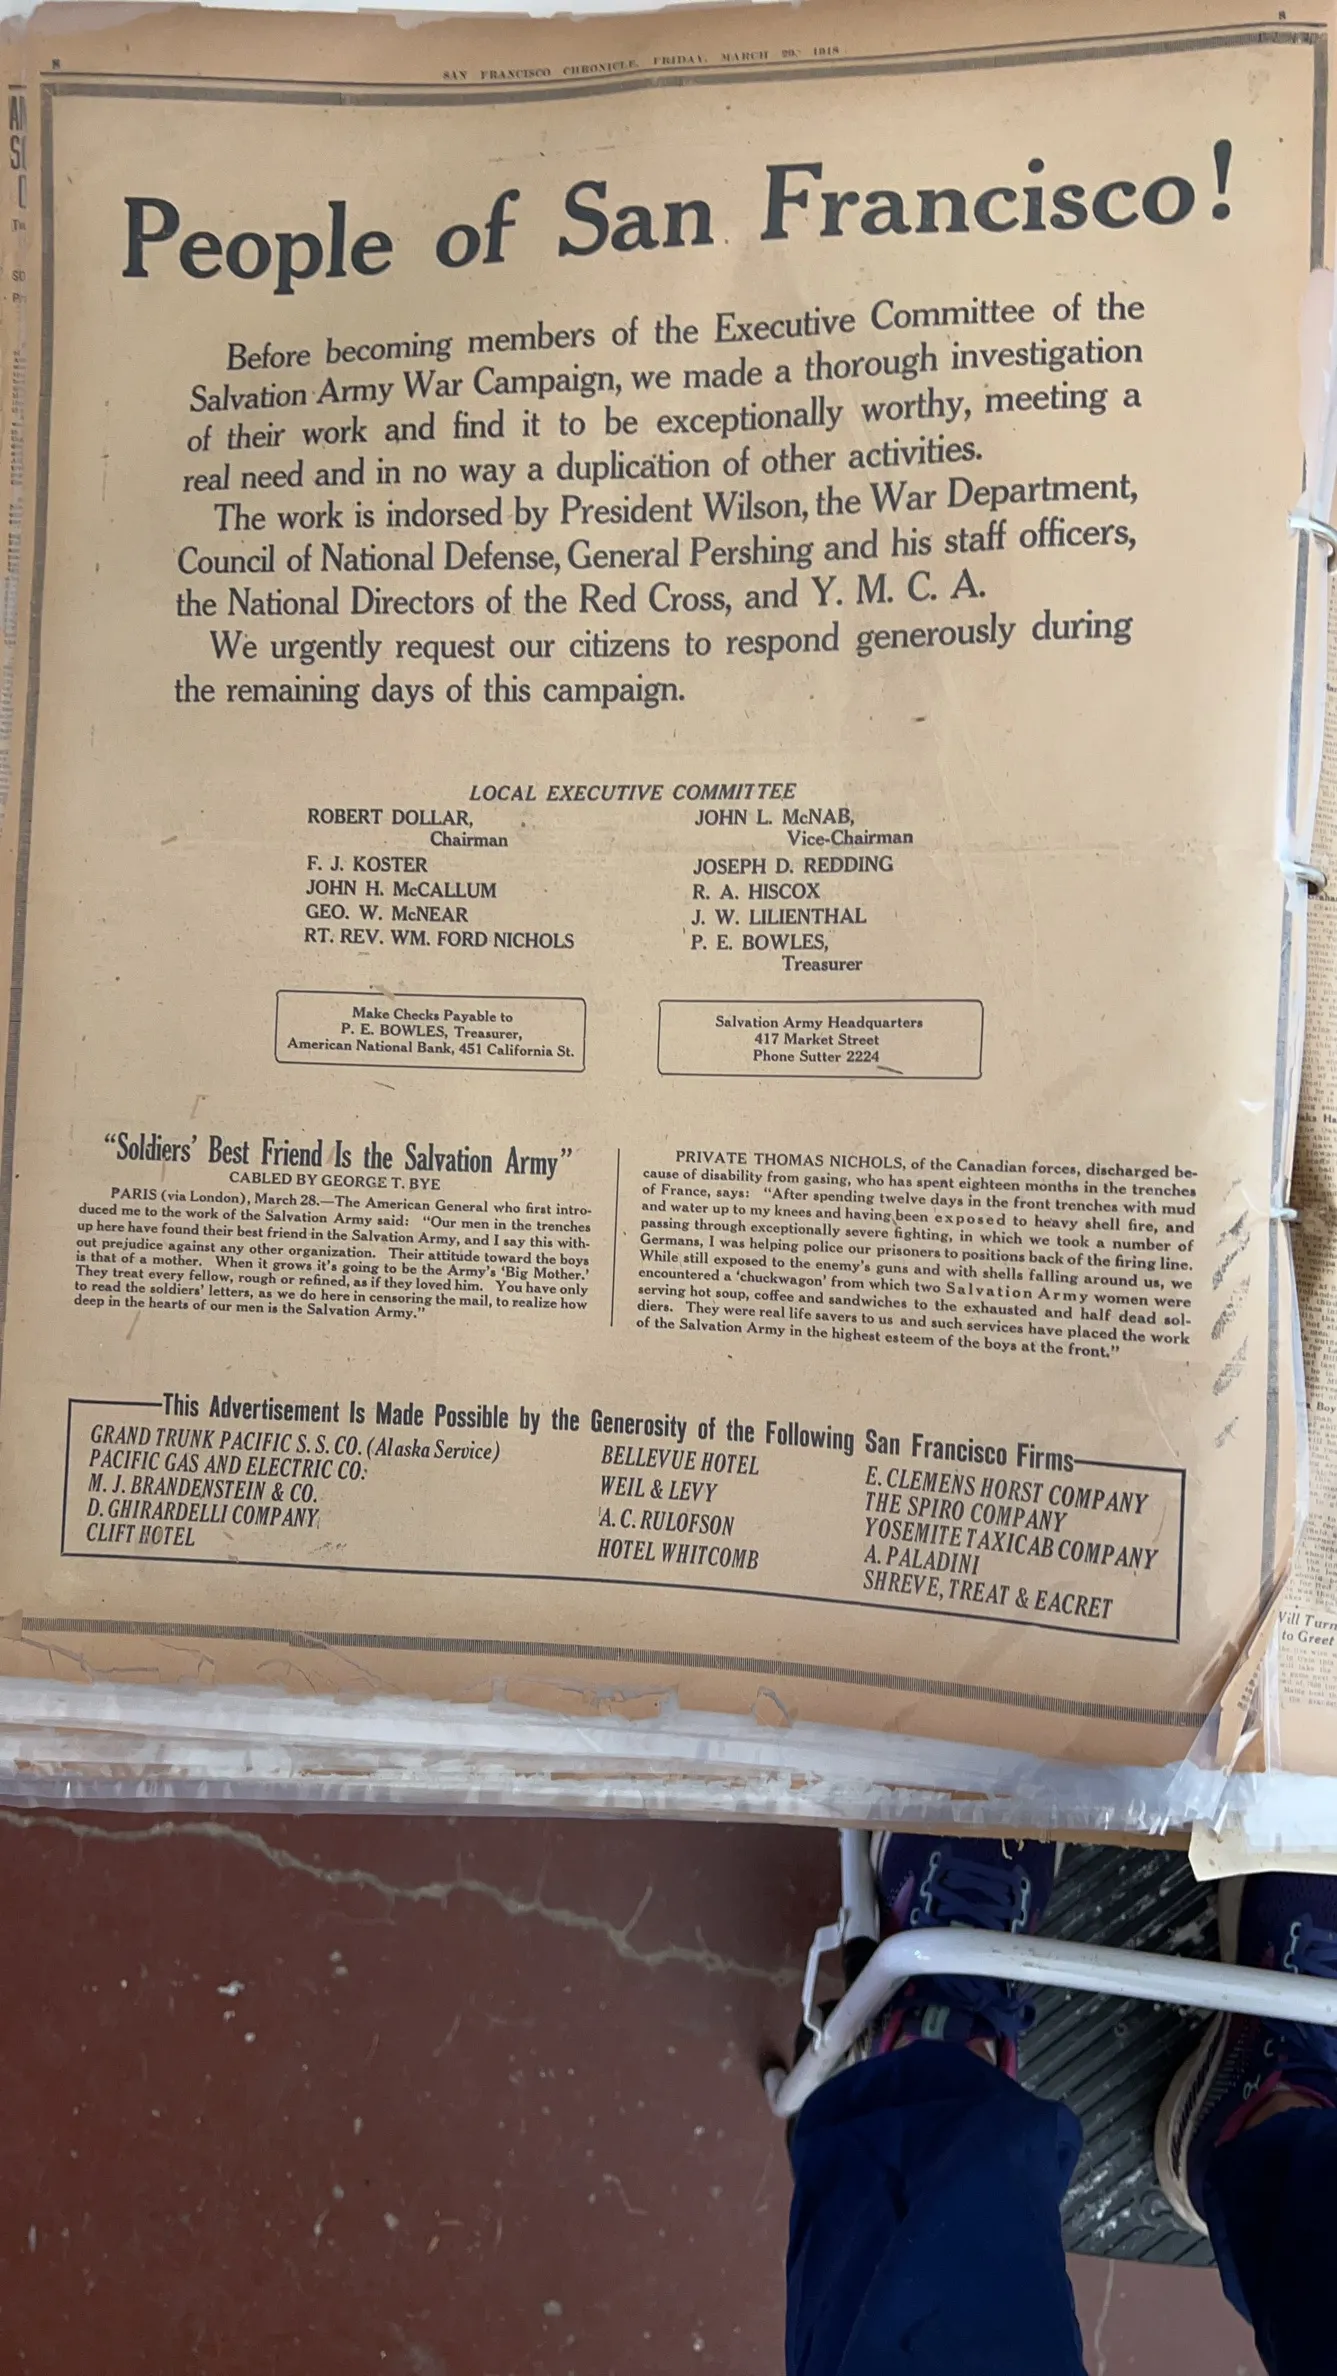 8
SAN FRANCISCO CHRONICLE, FRIDAY, MARCH 29, 1918
8
People of San Francisco!
Before becoming members of the Executive Committee of the
Salvation Army War Campaign, we made a thorough investigation
of their work and find it to be exceptionally worthy, meeting a
real need and in no way a duplication of other activities.
The work is indorsed by President Wilson, the War Department,
Council of National Defense, General Pershing and his staff officers,
the National Directors of the Red Cross, and Y. M. C. A.
We urgently request our citizens to respond generously during
the remaining days of this campaign.
LOCAL EXECUTIVE COMMITTEE
ROBERT DOLLAR,
Chairman
F. J. KOSTER
JOHN H. McCALLUM
GEO. W. McNEAR
RT. REV. WM. FORD NICHOLS
JOHN L. McNAB,
Vice-Chairman
JOSEPH D. REDDING
R. A. HISCOX
J. W. LILIENTHAL
P. E. BOWLES,
Treasurer
Make Checks Payable to
P. E. BOWLES, Treasurer,
American National Bank, 451 California St.
Salvation Army Headquarters
417 Market Street
Phone Sutter 2224
"Soldiers' Best Friend Is the Salvation Army"
CABLED BY GEORGE T. BYE
PARIS (via London), March 28.—The American General who first intro-
duced me to the work of the Salvation Army said: "Our men in the trenches
up here have found their best friend in the Salvation Army, and I say this with-
out prejudice against any other organization. Their attitude toward the boys
is that of a mother. When it grows it's going to be the Army's 'Big Mother.'
They treat every fellow, rough or refined, as if they loved him. You have only
to read the soldiers' letters, as we do here in censoring the mail, to realize how
deep in the hearts of our men is the Salvation Army."
PRIVATE THOMAS NICHOLS, of the Canadian forces, discharged be-
cause of disability from gasing, who has spent eighteen months in the trenches
of France, says: "After spending twelve days in the front trenches with mud
and water up to my knees and having been exposed to heavy shell fire, and
passing through exceptionally severe fighting, in which we took a number of
Germans, I was helping police our prisoners to positions back of the firing line.
While still exposed to the enemy's guns and with shells falling around us, we
encountered a 'chuckwagon' from which two Salvation Army women were
serving hot soup, coffee and sandwiches to the exhausted and half dead sol-
diers. They were real life savers to us and such services have placed the work
of the Salvation Army in the highest esteem of the boys at the front."
This Advertisement Is Made Possible by the Generosity of the Following San Francisco Firms
GRAND TRUNK PACIFIC S. S. CO. (Alaska Service)
PACIFIC GAS AND ELECTRIC CO.
M. J. BRANDENSTEIN & CO.
D. GHIRARDELLI COMPANY
CLIFT HOTEL
BELLEVUE HOTEL
WEIL & LEVY
A. C. RULOFSON
HOTEL WHITCOMB
E. CLEMENS HORST COMPANY
THE SPIRO COMPANY
YOSEMITE TAXICAB COMPANY
A. PALADINI
SHREVE, TREAT & EACRET
Will Turn
to Greet